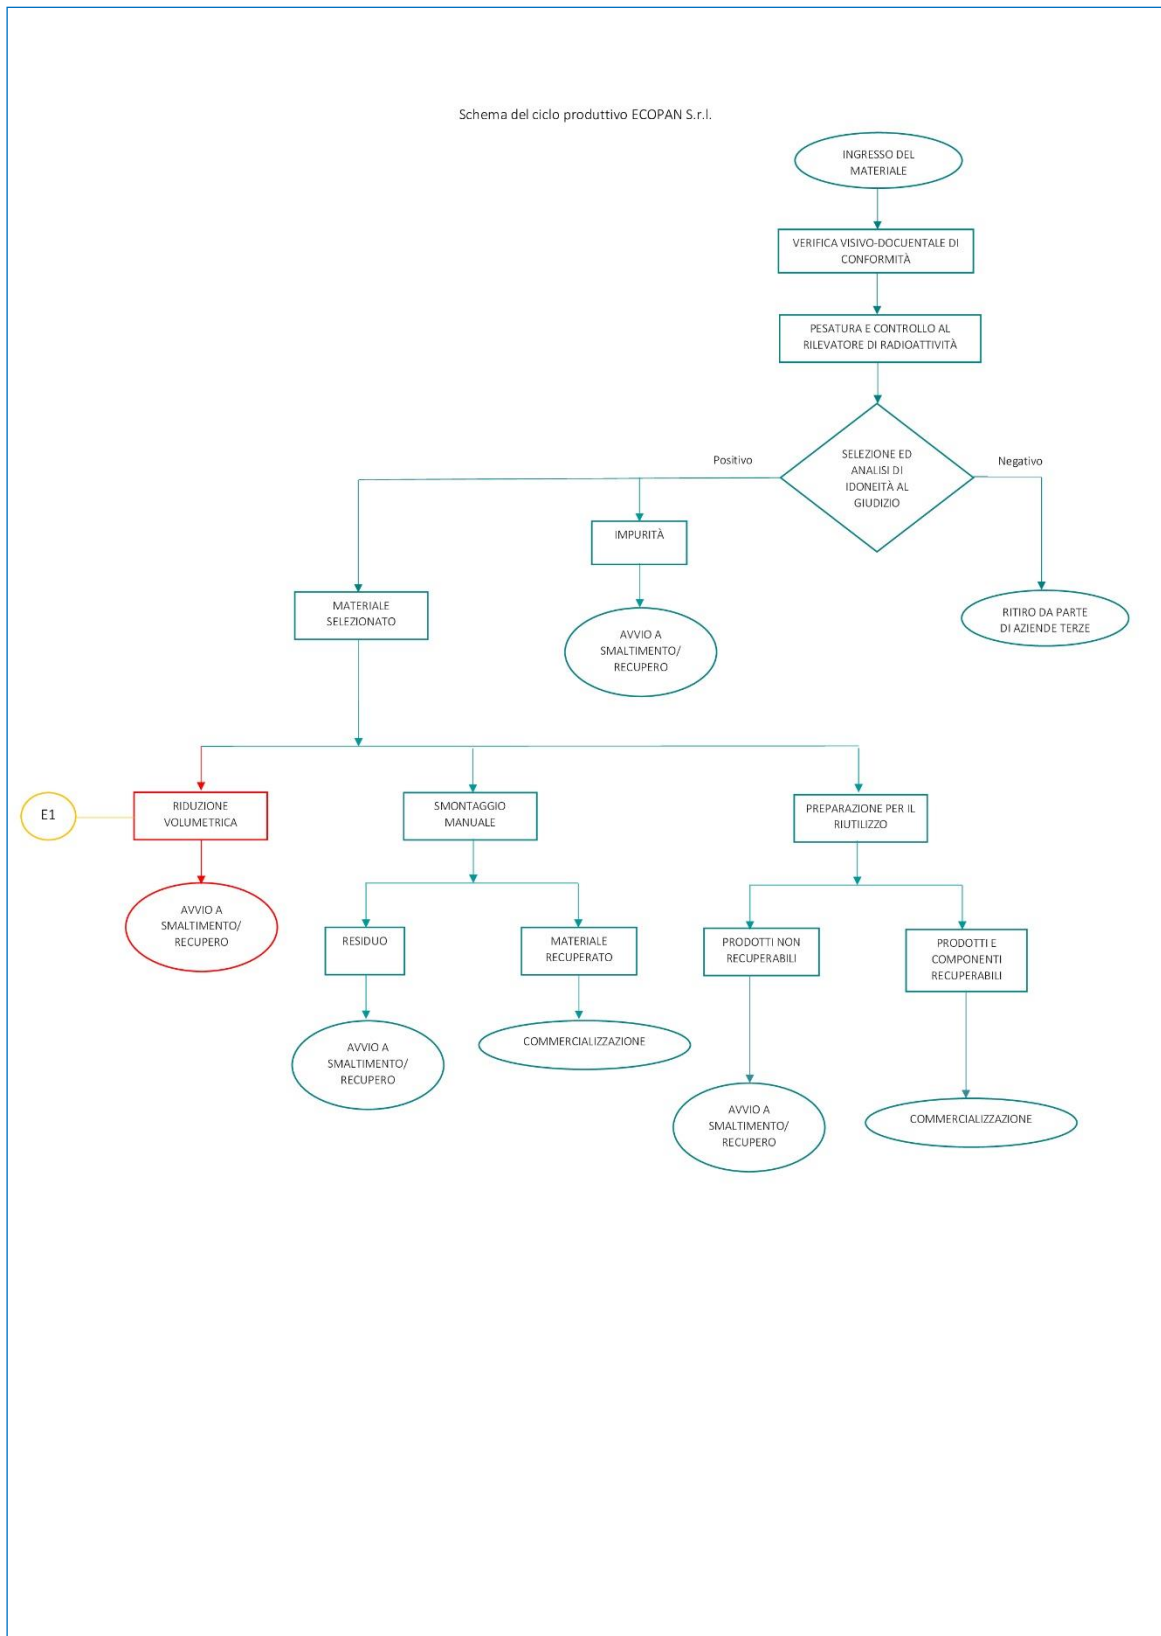 Schema del ciclo produttivo ECOPAN S.r.l.
INGRESSO DEL
MATERIALE
VERIFICA VISIVO-DOCUENTALE DI
CONFORMITÀ
PESATURA E CONTROLLO AL
RILEVATORE DI RADIOATTIVITÀ
SELEZIONE ED
ANALISI DI
IDONEITÀ AL
GIUDIZIO
Positivo
Negativo
IMPURITÀ
MATERIALE
SELEZIONATO
AVVIO A
SMALTIMENTO/
RECUPERO
RITIRO DA PARTE
DI AZIENDE TERZE
E1
RIDUZIONE
VOLUMETRICA
SMONTAGGIO
MANUALE
PREPARAZIONE PER IL
RIUTILIZZO
AVVIO A
SMALTIMENTO/
RECUPERO
RESIDUO
MATERIALE
RECUPERATO
PRODOTTI NON
RECUPERABILI
PRODOTTI E
COMPONENTI
RECUPERABILI
AVVIO A
SMALTIMENTO/
RECUPERO
COMMERCIALIZZAZIONE
AVVIO A
SMALTIMENTO/
RECUPERO
COMMERCIALIZZAZIONE